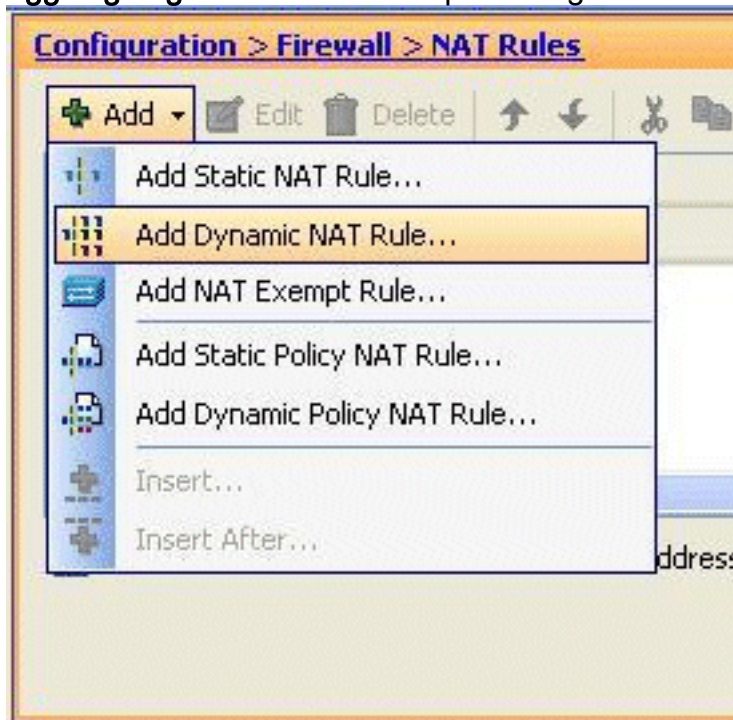 Configuration > Firewall > NAT Rules
Add Edit Delete
Add Static NAT Rule...
Add Dynamic NAT Rule...
Add NAT Exempt Rule...
Add Static Policy NAT Rule...
Add Dynamic Policy NAT Rule...
Insert...
Insert After...
ddress